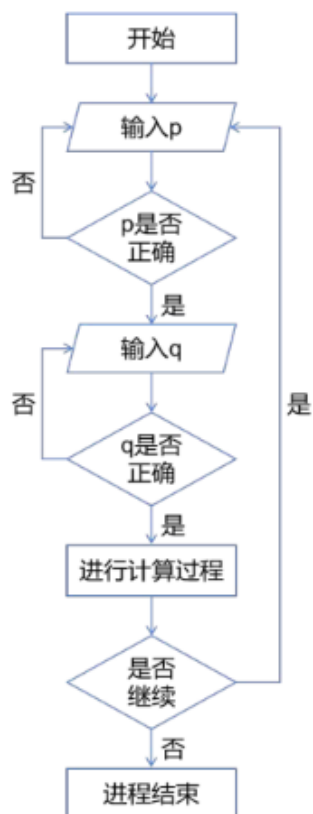 开始
输入p
否
p是否
正确
是
输入q
否
是
q是否
正确
是
进行计算过程
是否
继续
否
进程结束